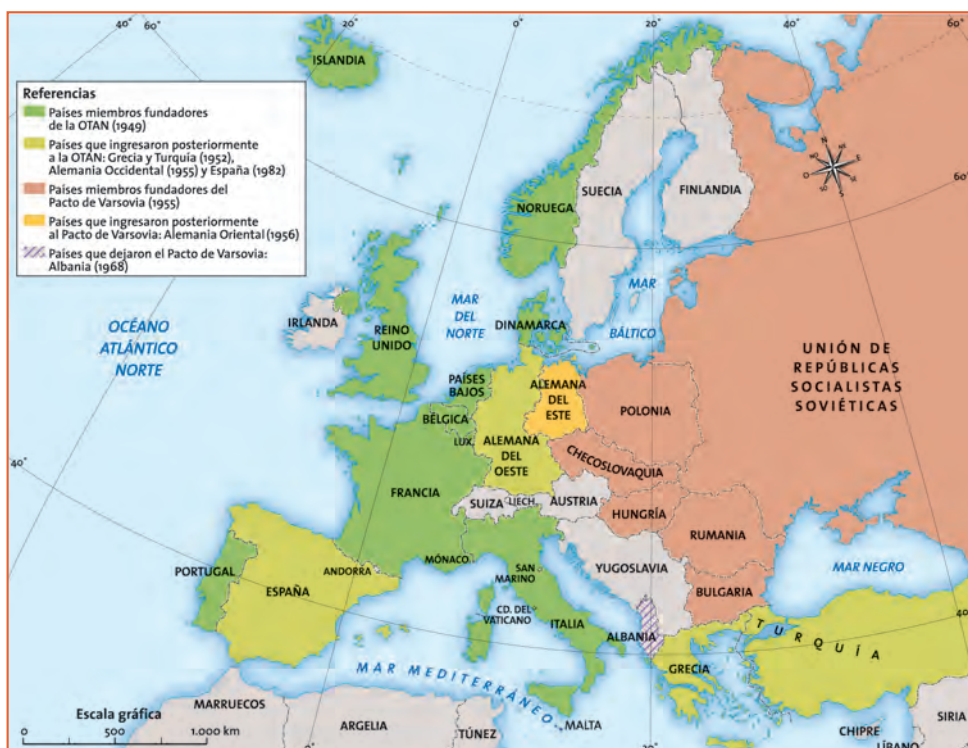 40°
60°
20°
0°
20°
40°
60°
ISLANDIA
Referencias
Países miembros fundadores
de la OTAN (1949)
Países que ingresaron posteriormente
a la OTAN: Grecia y Turquía (1952),
Alemania Occidental (1955) y España (1982)
Países miembros fundadores del
Pacto de Varsovia
(1955)
Países que ingresaron posteriormente
al Pacto de Varsovia: Alemania Oriental (1956)
Países que dejaron el Pacto de Varsovia:
Albania (1968)
SUECIA
FINLANDIA
NORUEGA
N
E
S
O
60°
OCÉANO
ATLÁNTICO
NORTE
IRLANDA
REINO
UNIDO
MAR
DEL
NORTE
DINAMARCA
MAR
BÁLTICO
UNIÓN DE
REPÚBLICAS
SOCIALISTAS
SOVIÉTICAS
PAÍSES
BAJOS
ALEMANA
DEL
ESTE
POLONIA
BÉLGICA
LUX.
ALEMANA
DEL
OESTE
CHECOSLOVAQUIA
40°
FRANCIA
SUIZA
LIECH.
AUSTRIA
HUNGRÍA
RUMANIA
MÓNACO
SAN
MARINO
YUGOSLAVIA
MAR NEGRO
PORTUGAL
ESPAÑA
ANDORRA
CD. DEL
VATICANO
ITALIA
BULGARIA
ALBANIA
TURQUÍA
40°
GRECIA
MAR MEDITERRÁNEO
Escala gráfica
0 500 1.000 km
MARRUECOS
ARGELIA
TÚNEZ
MALTA
CHIPRE
SIRIA
LÍBANO
0°
20°